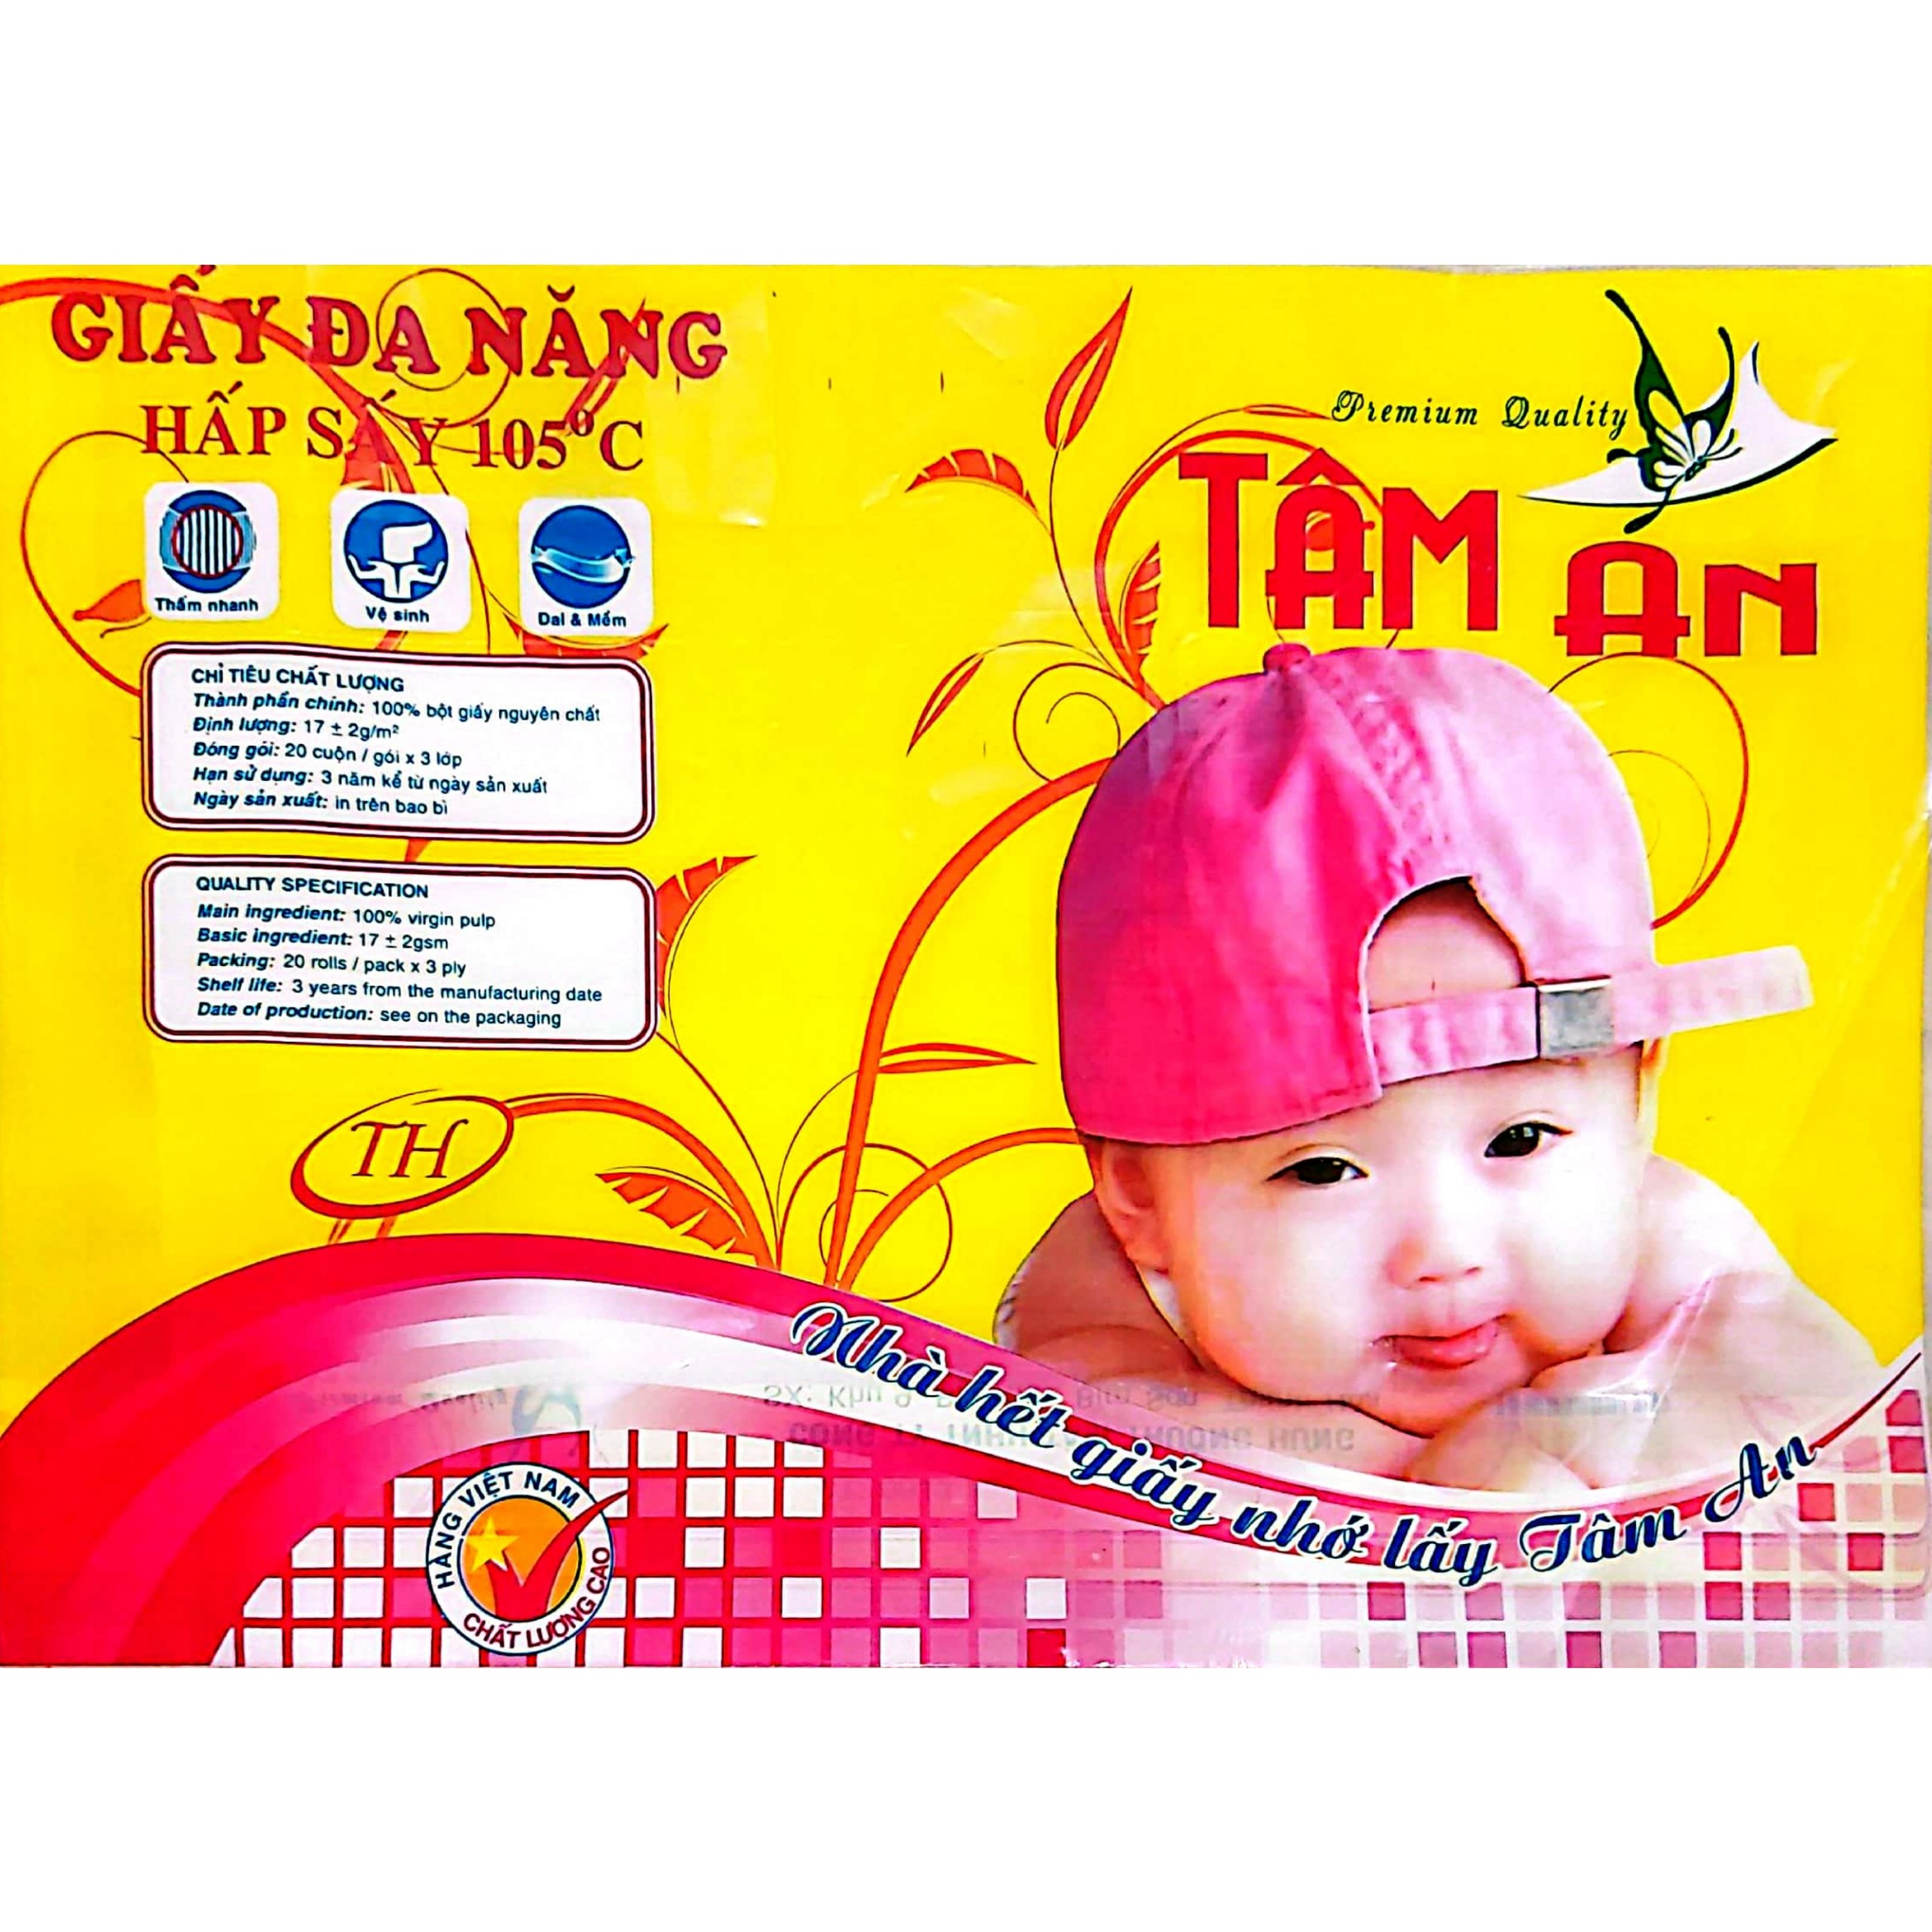 GIẤY ĐA NĂNG
HẤP SẤY 105°C
Thấm nhanh
Vệ sinh
Dai & Mềm
CHỈ TIÊU CHẤT LƯỢNG
Thành phần chính: 100% bột giấy nguyên chất
Định lượng: 17 ± 2g/m²
Đóng gói: 20 cuộn / gói x 3 lớp
Hạn sử dụng: 3 năm kể từ ngày sản xuất
Ngày sản xuất: in trên bao bì
QUALITY SPECIFICATION
Main ingredient: 100% virgin pulp
Basic ingredient: 17 ± 2gsm
Packing: 20 rolls / pack x 3 ply
Shelf life: 3 years from the manufacturing date
Date of production: see on the packaging
TH
Premium Quality
TÂM AN
Nhà hết giấy nhớ lấy Tâm An
HÀNG VIỆT NAM
CHẤT LƯỢNG CAO